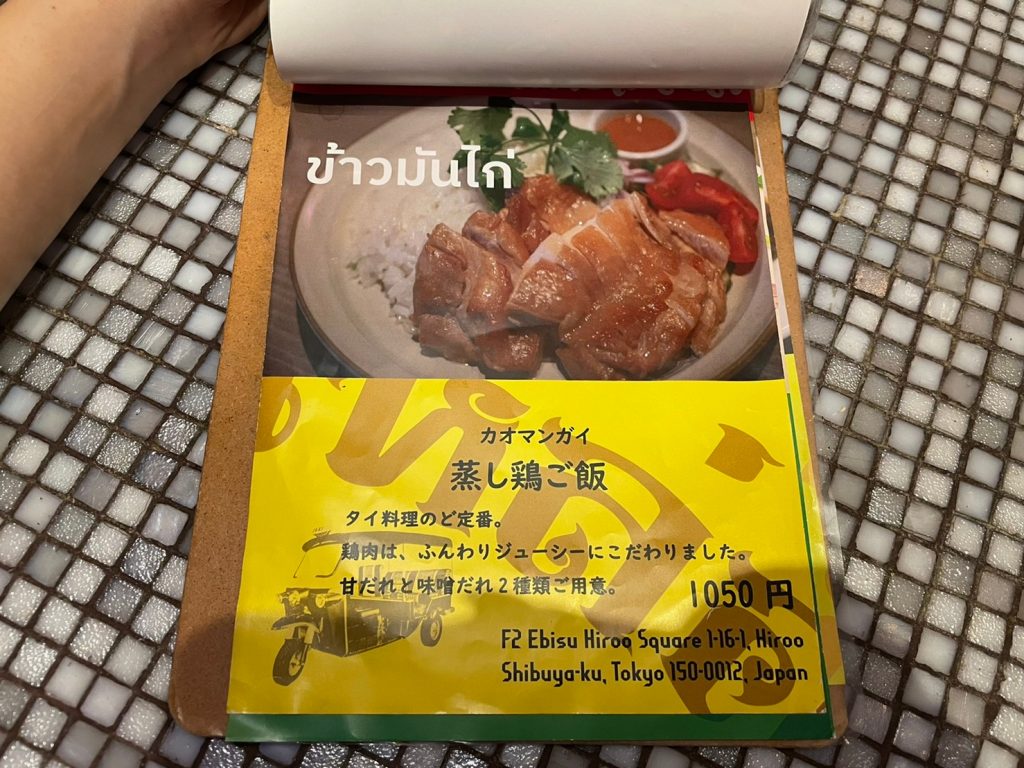 ข้าวมันไก่
カオマンガイ
蒸し鶏ご飯
タイ料理のど定番。
鶏肉は、ふんわりジューシーにこだわりました。
甘だれと味噌だれ2種類ご用意。
1050 円
F2 Ebisu Hiroo Square 1-16-1, Hiroo
Shibuya-ku, Tokyo 150-0012, Japan